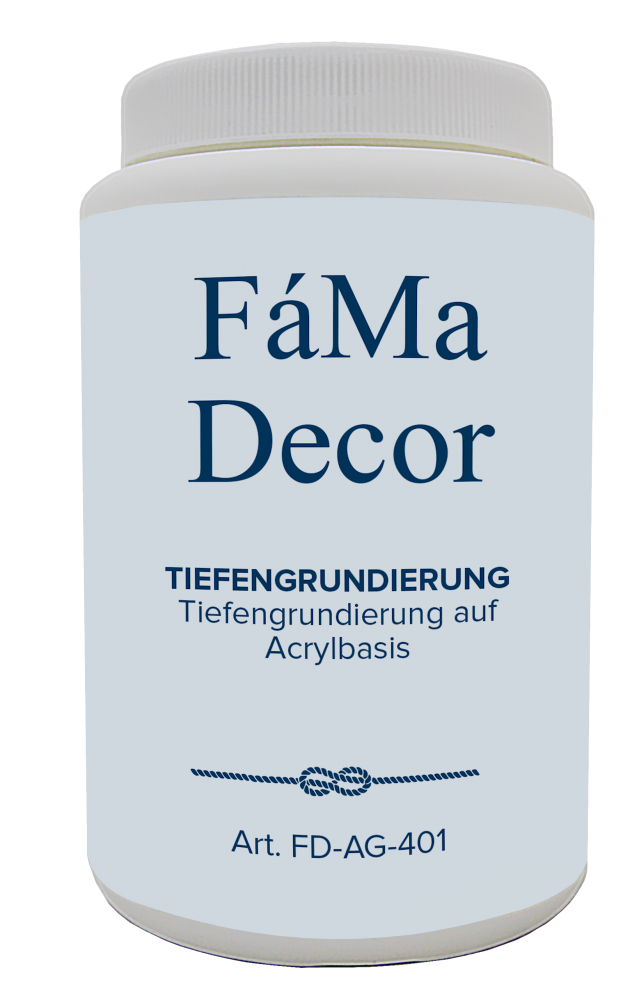 FáMa
Decor
TIEFENGRUNDIERUNG
Tiefengrundierung auf
Acrylbasis
Art. FD-AG-401